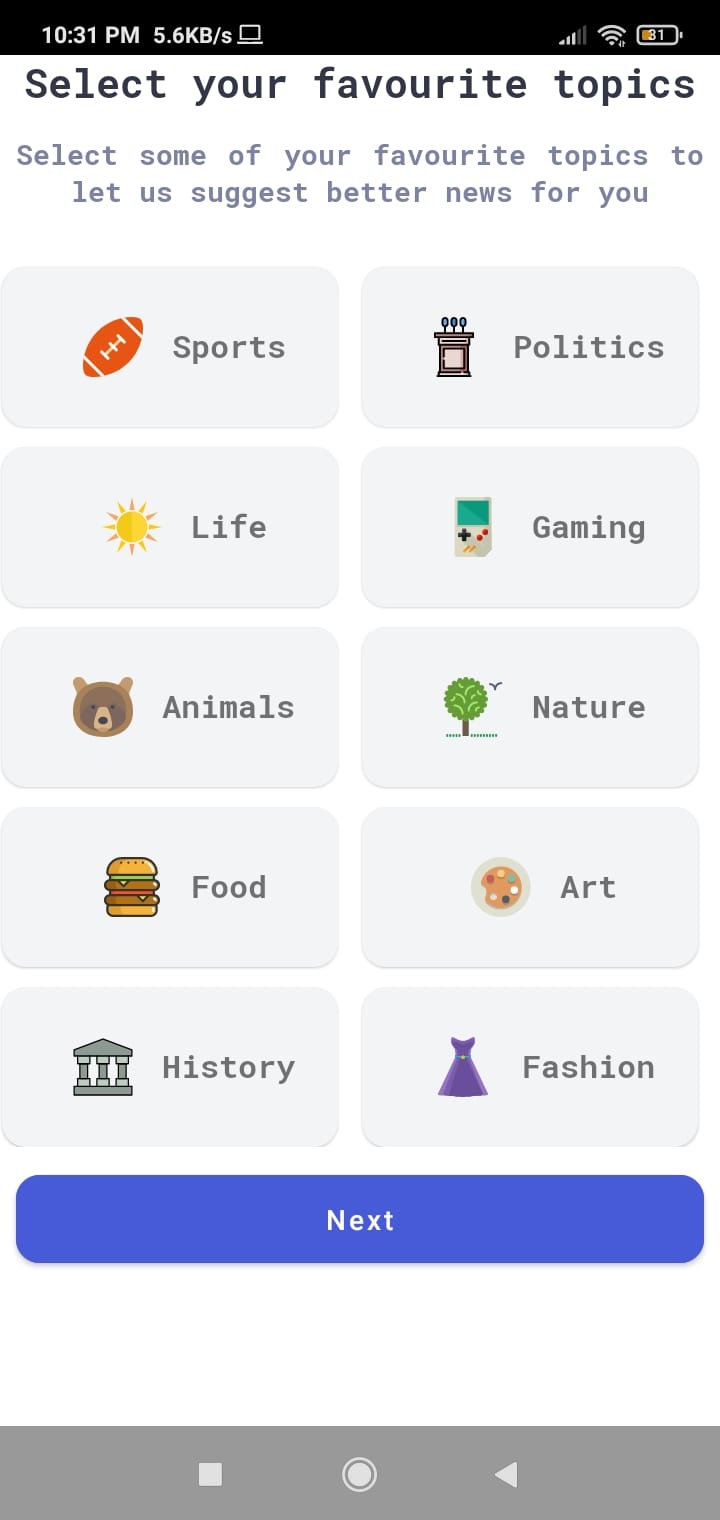 10:31 PM 5.6KB/s 31
Select your favourite topics
Select some of your favourite topics to
let us suggest better news for you
Sports Politics
Life Gaming
Animals Nature
Food Art
History Fashion
Next